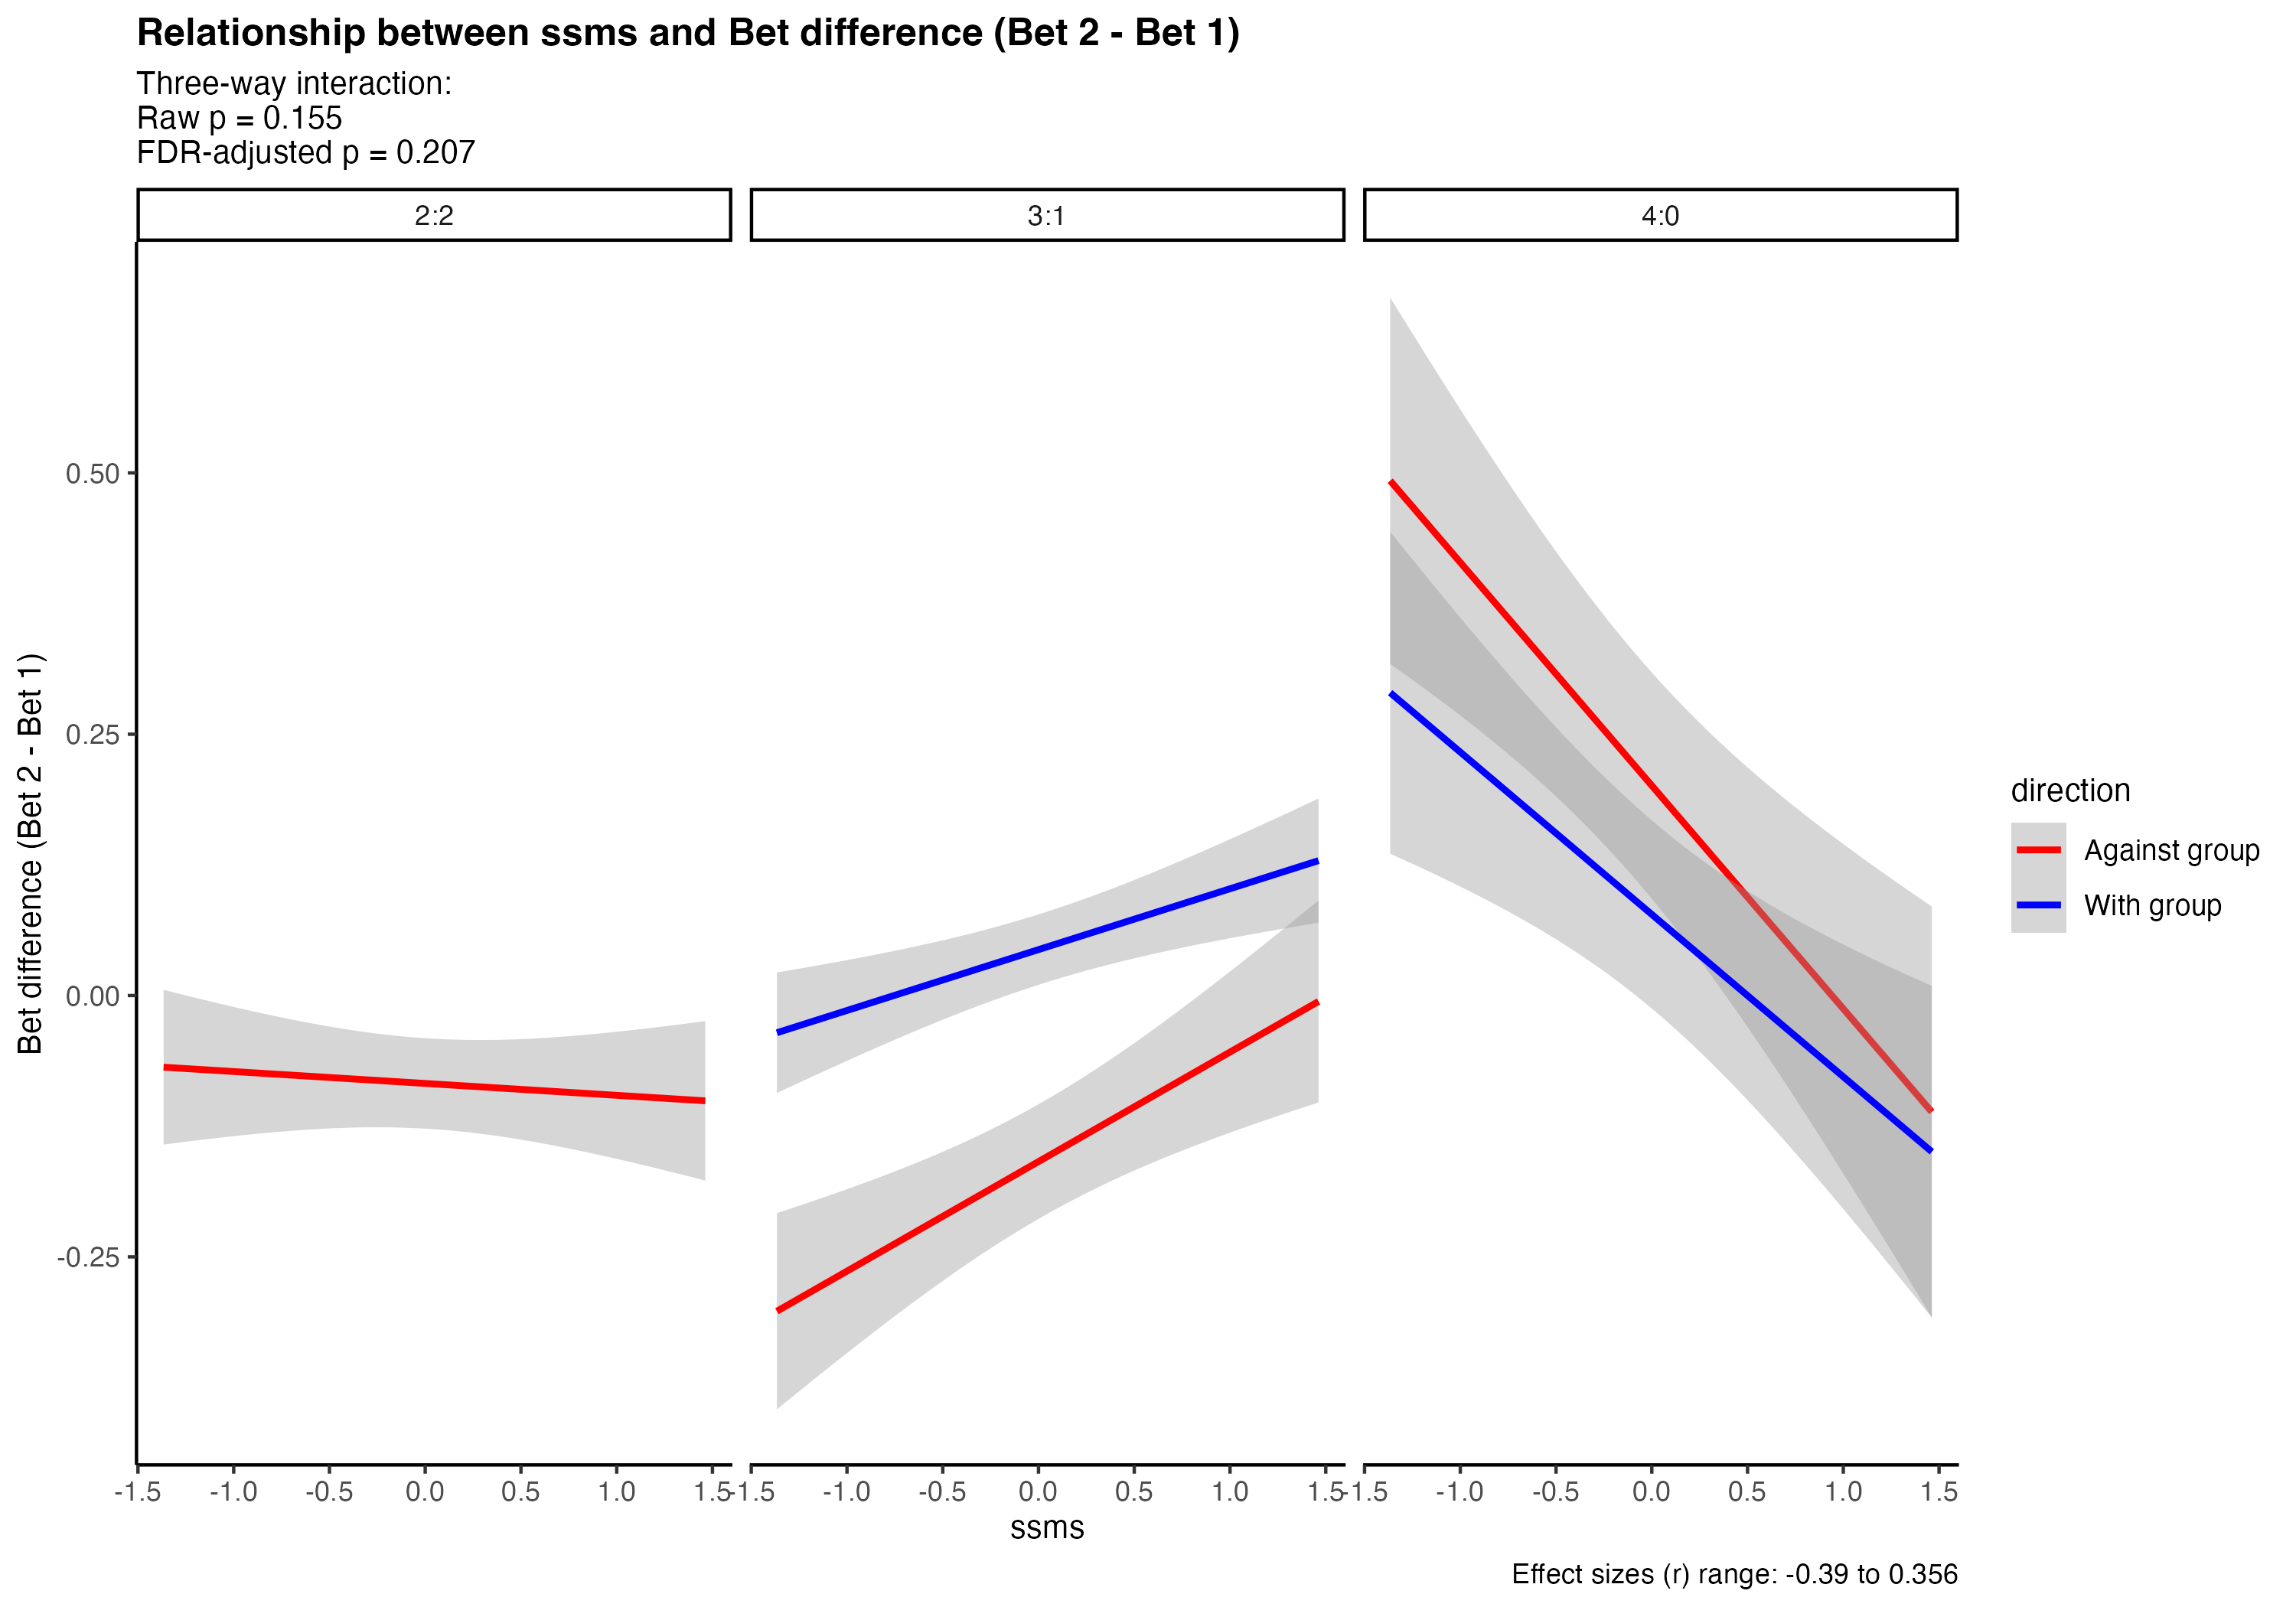 Relationship between ssms and Bet difference (Bet 2 - Bet 1)
Three-way interaction:
Raw p = 0.155
FDR-adjusted p = 0.207
2:2
3:1
4:0
Bet difference (Bet 2 - Bet 1)
0.50
0.25
0.00
-0.25
-1.5 -1.0 -0.5 0.0 0.5 1.0 1.5
-1.5 -1.0 -0.5 0.0 0.5 1.0 1.5
-1.5 -1.0 -0.5 0.0 0.5 1.0 1.5
ssms
direction
Against group
With group
Effect sizes (r) range: -0.39 to 0.356